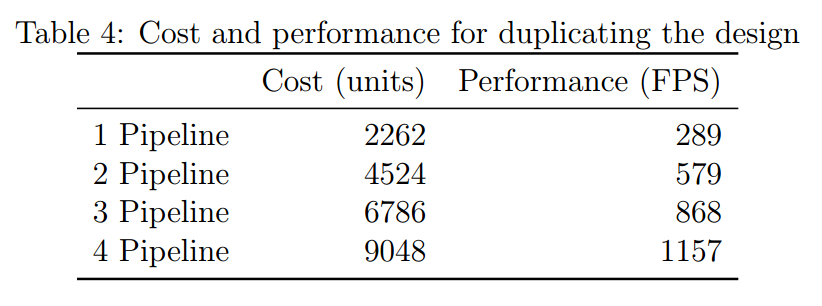 Table 4: Cost and performance for duplicating the design
Cost (units) Performance (FPS)
1 Pipeline 2262 289
2 Pipeline 4524 579
3 Pipeline 6786 868
4 Pipeline 9048 1157